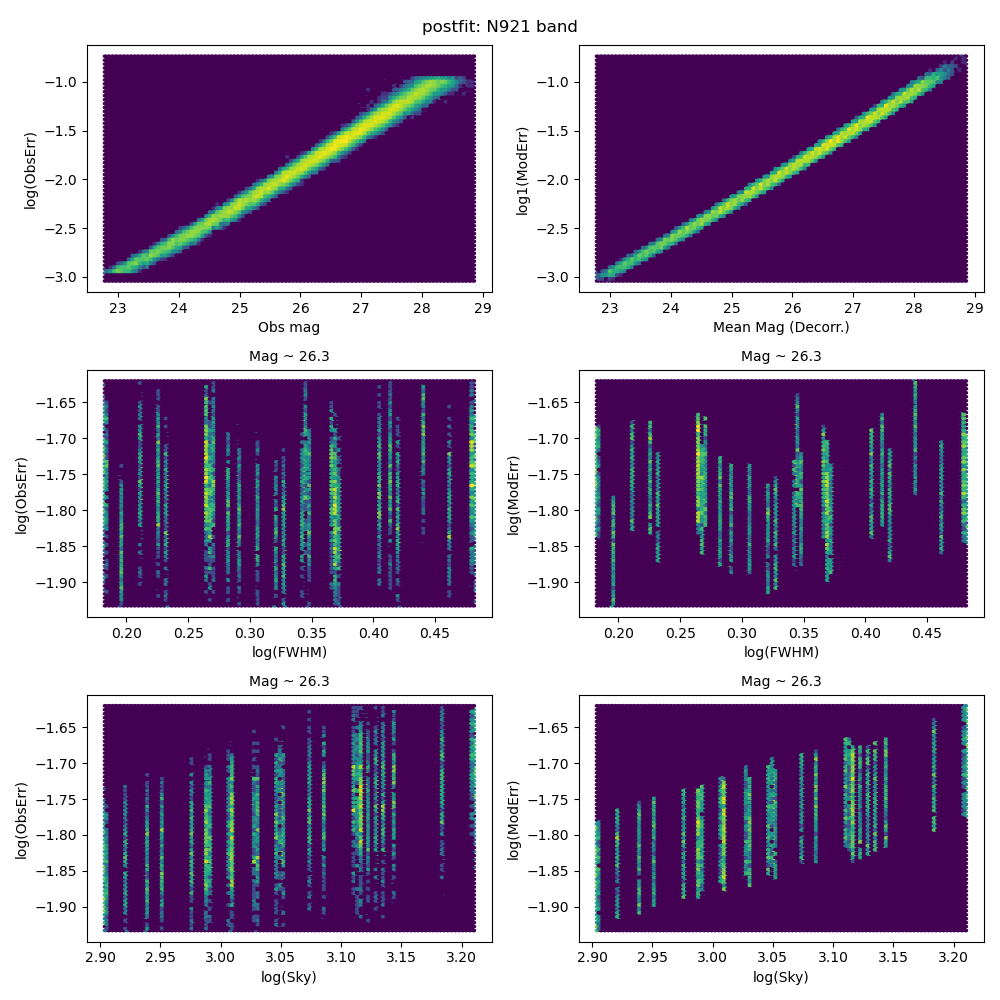 postfit: N921 band
log(ObsErr)
−1.0
−1.5
−2.0
−2.5
−3.0
23 24 25 26 27 28 29
Obs mag
log1(ModErr)
−1.0
−1.5
−2.0
−2.5
−3.0
23 24 25 26 27 28 29
Mean Mag (Decorr.)
Mag ~ 26.3
log(ObsErr)
−1.65
−1.70
−1.75
−1.80
−1.85
−1.90
0.20 0.25 0.30 0.35 0.40 0.45
log(FWHM)
Mag ~ 26.3
log(ModErr)
−1.65
−1.70
−1.75
−1.80
−1.85
−1.90
0.20 0.25 0.30 0.35 0.40 0.45
log(FWHM)
Mag ~ 26.3
log(ObsErr)
−1.65
−1.70
−1.75
−1.80
−1.85
−1.90
2.90 2.95 3.00 3.05 3.10 3.15 3.20
log(Sky)
Mag ~ 26.3
log(ModErr)
−1.65
−1.70
−1.75
−1.80
−1.85
−1.90
2.90 2.95 3.00 3.05 3.10 3.15 3.20
log(Sky)